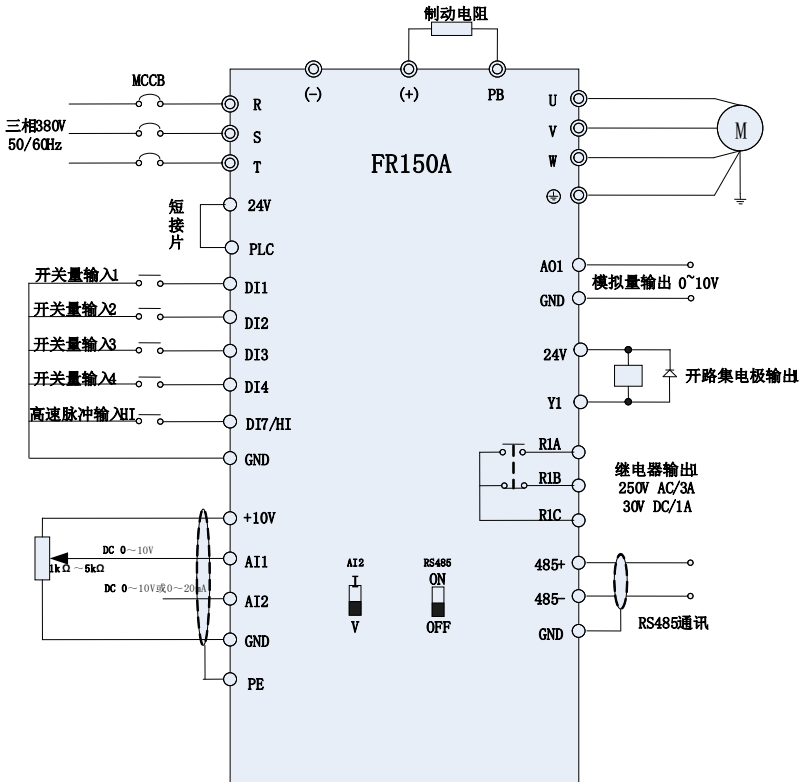 制动电阻
MCCB
(-)
(+)
PB
R
S
T
三相380V
50/60Hz
U
V
W
M
FR150A
短接片
24V
PLC
开关量输入1
DI1
开关量输入2
DI2
开关量输入3
DI3
开关量输入4
DI4
高速脉冲输入HI
DI7/HI
GND
AO1
模拟量输出 0~10V
GND
24V
开路集电极输出1
Y1
R1A
R1B
R1C
继电器输出1
250V AC/3A
30V DC/1A
+10V
DC 0～10V
AI1
1kΩ～5kΩ
DC 0～10V或0～20mA
AI2
GND
PE
AI2
I
V
RS485
ON
OFF
485+
485-
GND
RS485通讯